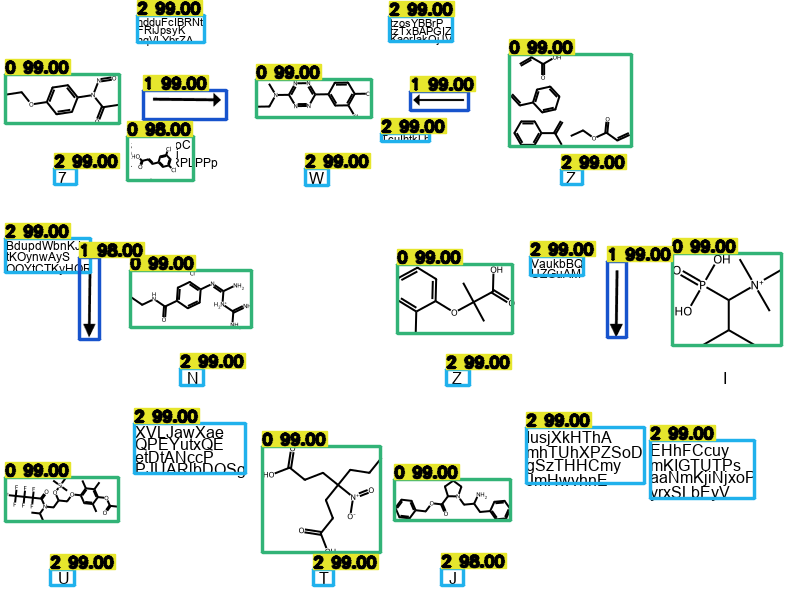 2 99.00
2 99.00
0 99.00
1 99.00
0 99.00
1 99.00
0 99.00
2 99.00
0 98.00
2 99.00
7
2 99.00
W
2 99.00
Z
2 99.00
BdupdWbnKJ
tKOynwAyS
1 98.00
0 99.00
0 99.00
2 99.00
VaukbBQ
1 99.00
0 99.00
2 99.00
N
2 99.00
Z
I
2 99.00
XVLJawXae
QPEYutxQE
etDtANccP
0 99.00
2 99.00
IusjXkHThA
mhTUhXPZSoD
gSzTHHCmy
2 99.00
EHhFCcuy
mKIGTUTPs
aaNmKjiNjxoF
0 99.00
0 99.00
2 99.00
U
2 99.00
T
2 98.00
J